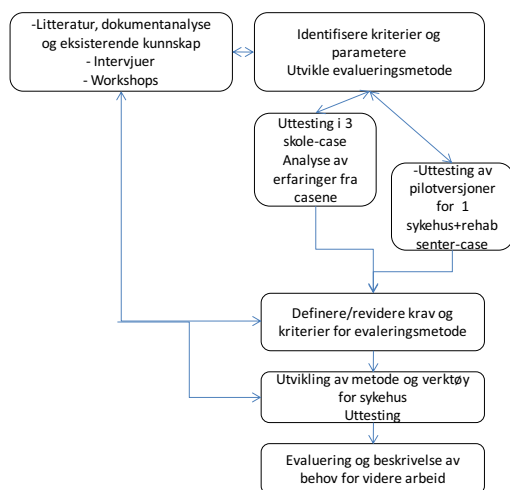 -Litteratur, dokumentanalyse
og eksisterende kunnskap
- Intervjuer
- Workshops
Identifisere kriterier og
parametere
Utvikle evalueringsmetode
Uttesting i 3
skole-case
Analyse av
erfaringer fra
casene
-Uttesting av
pilotversjoner
for 1
sykehus+rehab
senter-case
Definere/revidere krav og
kriterier for evaleringsmetode
Utvikling av metode og verktøy
for sykehus
Uttesting
Evaluering og beskrivelse av
behov for videre arbeid